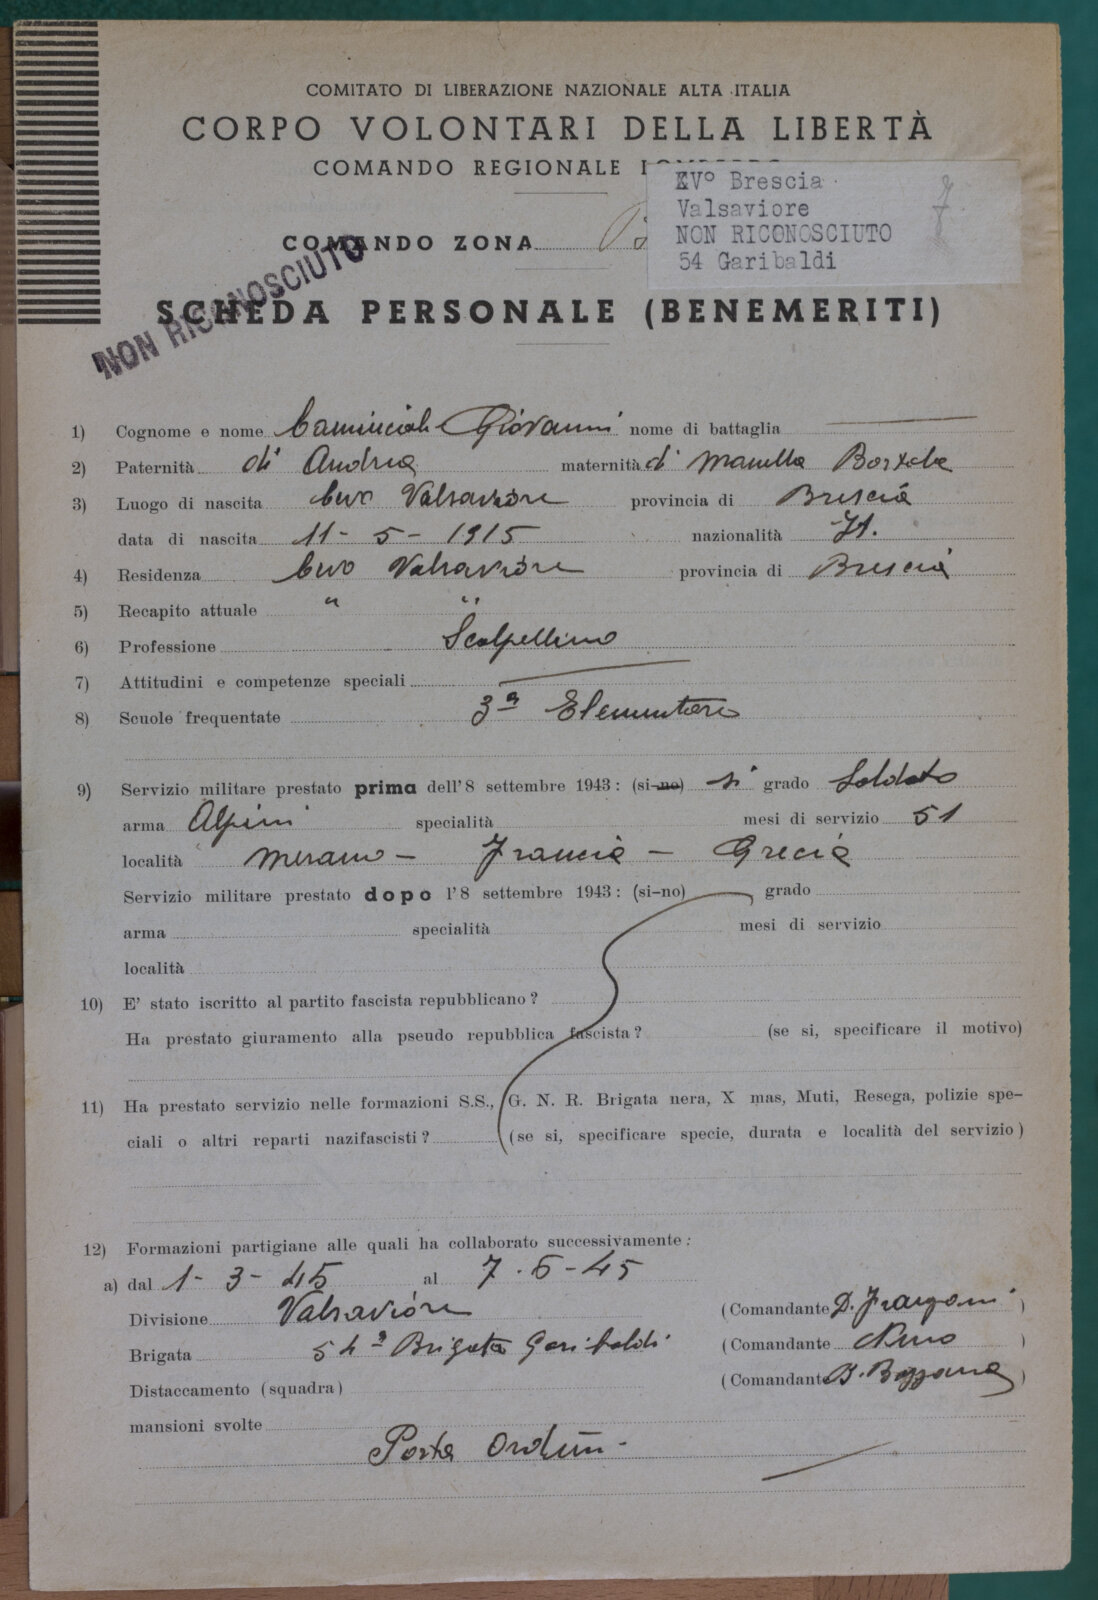 COMITATO DI LIBERAZIONE NAZIONALE ALTA ITALIA
CORPO VOLONTARI DELLA LIBERTÀ
COMANDO REGIONALE
XV° Brescia
Valsaviore
NON RICONOSCIUTO
54 Garibaldi
COMANDO ZONA
NON RICONOSCIUTO
SCHEDA PERSONALE (BENEMERITI)
1) Cognome e nome Giovanni nome di battaglia
2) Paternità di Andrea maternità di Bortola
3) Luogo di nascita Cevo Valsaviore provincia di Brescia
data di nascita 11-5-1915 nazionalità It.
4) Residenza Cevo Valsaviore provincia di Brescia
5) Recapito attuale " "
6) Professione Scalpellino
7) Attitudini e competenze speciali
8) Scuole frequentate 3ª Elementare
9) Servizio militare prestato prima dell'8 settembre 1943: (si-no) si grado Soldato
arma Alpini specialità mesi di servizio 51
località Merano - Francia - Grecia
Servizio militare prestato dopo l'8 settembre 1943: (si-no) grado
arma specialità mesi di servizio
località
10) E' stato iscritto al partito fascista repubblicano?
Ha prestato giuramento alla pseudo repubblica fascista? (se si, specificare il motivo)
11) Ha prestato servizio nelle formazioni S.S., G. N. R. Brigata nera, X mas, Muti, Resega, polizie spe-
ciali o altri reparti nazifascisti? (se si, specificare specie, durata e località del servizio)
12) Formazioni partigiane alle quali ha collaborato successivamente:
a) dal 1-3-45 al
Divisione Valsaviore (Comandante D. )
Brigata 54ª Brigata Garibaldi (Comandante Nino )
Distaccamento (squadra) (Comandante B. )
mansioni svolte
Porta Ordini